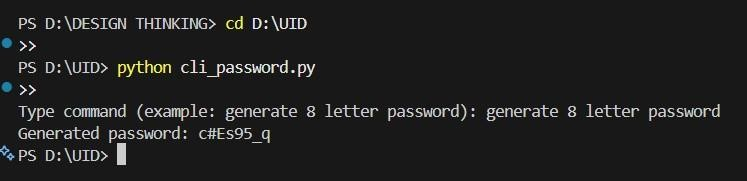 PS D:\DESIGN THINKING> cd D:\UID
>>
PS D:\UID> python cli_password.py
>>
Type command (example: generate 8 letter password): generate 8 letter password
Generated password: c#Es95_q
PS D:\UID>